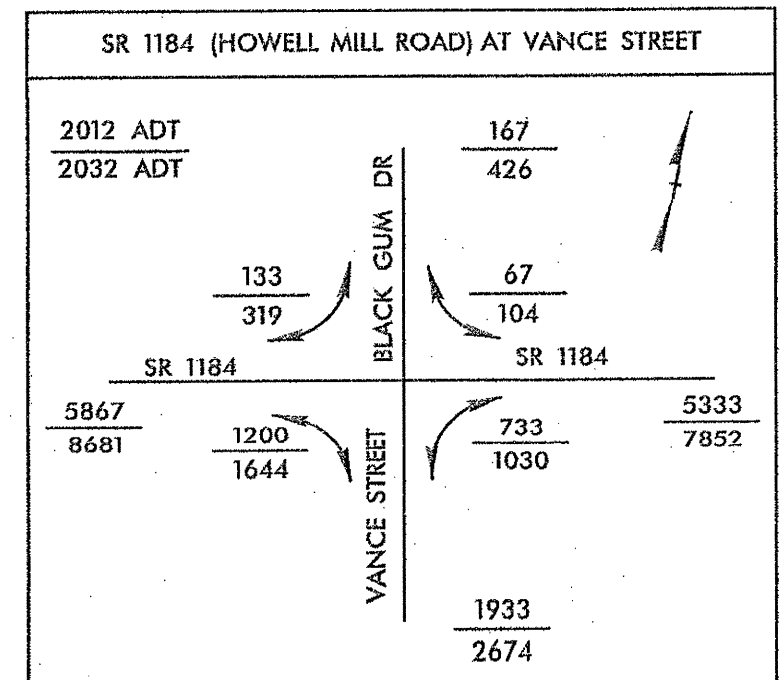 SR 1184 (HOWELL MILL ROAD) AT VANCE STREET
2012 ADT
2032 ADT
167
426
BLACK GUM DR
133
319
67
104
SR 1184
SR 1184
5867
8681
1200
1644
733
1030
5333
7852
VANCE STREET
1933
2674